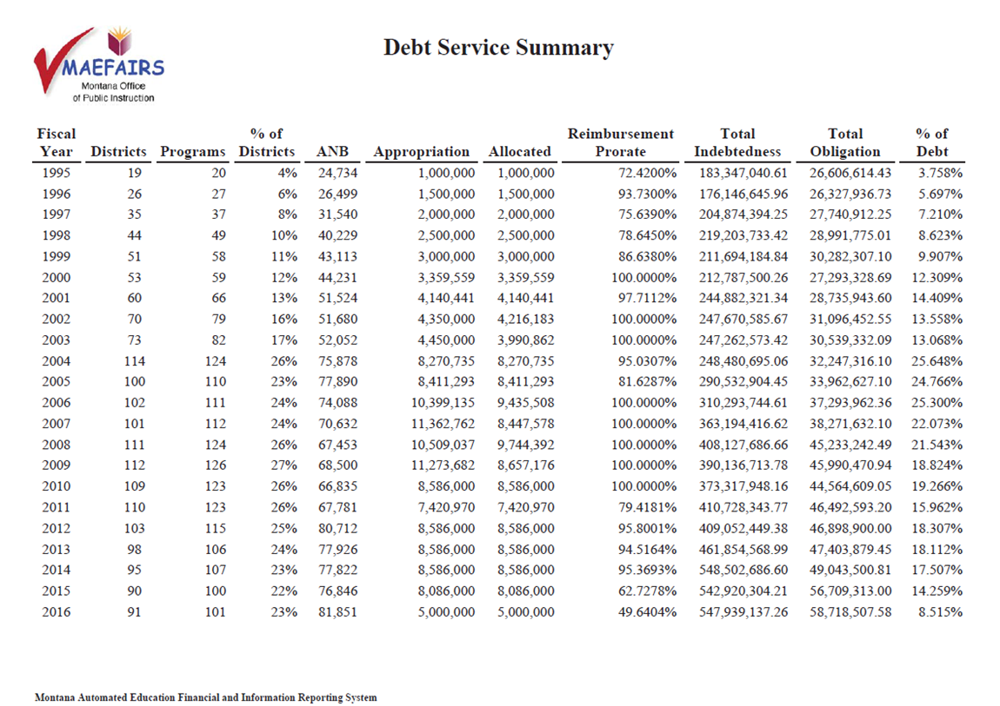 MAEFAIRS
Montana Office
of Public Instruction
Debt Service Summary
Fiscal Year Districts Programs % of Districts ANB Appropriation Allocated Reimbursement Prorate Total Indebtedness Total Obligation % of Debt
1995 19 20 4% 24,734 1,000,000 1,000,000 72.4200% 183,347,040.61 26,606,614.43 3.758%
1996 26 27 6% 26,499 1,500,000 1,500,000 93.7300% 176,146,645.96 26,327,936.73 5.697%
1997 35 37 8% 31,540 2,000,000 2,000,000 75.6390% 204,874,394.25 27,740,912.25 7.210%
1998 44 49 10% 40,229 2,500,000 2,500,000 78.6450% 219,203,733.42 28,991,775.01 8.623%
1999 51 58 11% 43,113 3,000,000 3,000,000 86.6380% 211,694,184.84 30,282,307.10 9.907%
2000 53 59 12% 44,231 3,359,559 3,359,559 100.0000% 212,787,500.26 27,293,328.69 12.309%
2001 60 66 13% 51,524 4,140,441 4,140,441 97.7112% 244,882,321.34 28,735,943.60 14.409%
2002 70 79 16% 51,680 4,350,000 4,216,183 100.0000% 247,670,585.67 31,096,452.55 13.558%
2003 73 82 17% 52,052 4,450,000 3,990,862 100.0000% 247,262,573.42 30,539,332.09 13.068%
2004 114 124 26% 75,878 8,270,735 8,270,735 95.0307% 248,480,695.06 32,247,316.10 25.648%
2005 100 110 23% 77,890 8,411,293 8,411,293 81.6287% 290,532,904.45 33,962,627.10 24.766%
2006 102 111 24% 74,088 10,399,135 9,435,508 100.0000% 310,293,744.61 37,293,962.36 25.300%
2007 101 112 24% 70,632 11,362,762 8,447,578 100.0000% 363,194,416.62 38,271,632.10 22.073%
2008 111 124 26% 67,453 10,509,037 9,744,392 100.0000% 408,127,686.66 45,233,242.49 21.543%
2009 112 126 27% 68,500 11,273,682 8,657,176 100.0000% 390,136,713.78 45,990,470.94 18.824%
2010 109 123 26% 66,835 8,586,000 8,586,000 100.0000% 373,317,948.16 44,564,609.05 19.266%
2011 110 123 26% 67,781 7,420,970 7,420,970 79.4181% 410,728,343.77 46,492,593.20 15.962%
2012 103 115 25% 80,712 8,586,000 8,586,000 95.8001% 409,052,449.38 46,898,900.00 18.307%
2013 98 106 24% 77,926 8,586,000 8,586,000 94.5164% 461,854,568.99 47,403,879.45 18.112%
2014 95 107 23% 77,822 8,586,000 8,586,000 95.3693% 548,502,686.60 49,043,500.81 17.507%
2015 90 100 22% 76,846 8,086,000 8,086,000 62.7278% 542,920,304.21 56,709,313.00 14.259%
2016 91 101 23% 81,851 5,000,000 5,000,000 49.6404% 547,939,137.26 58,718,507.58 8.515%
Montana Automated Education Financial and Information Reporting System